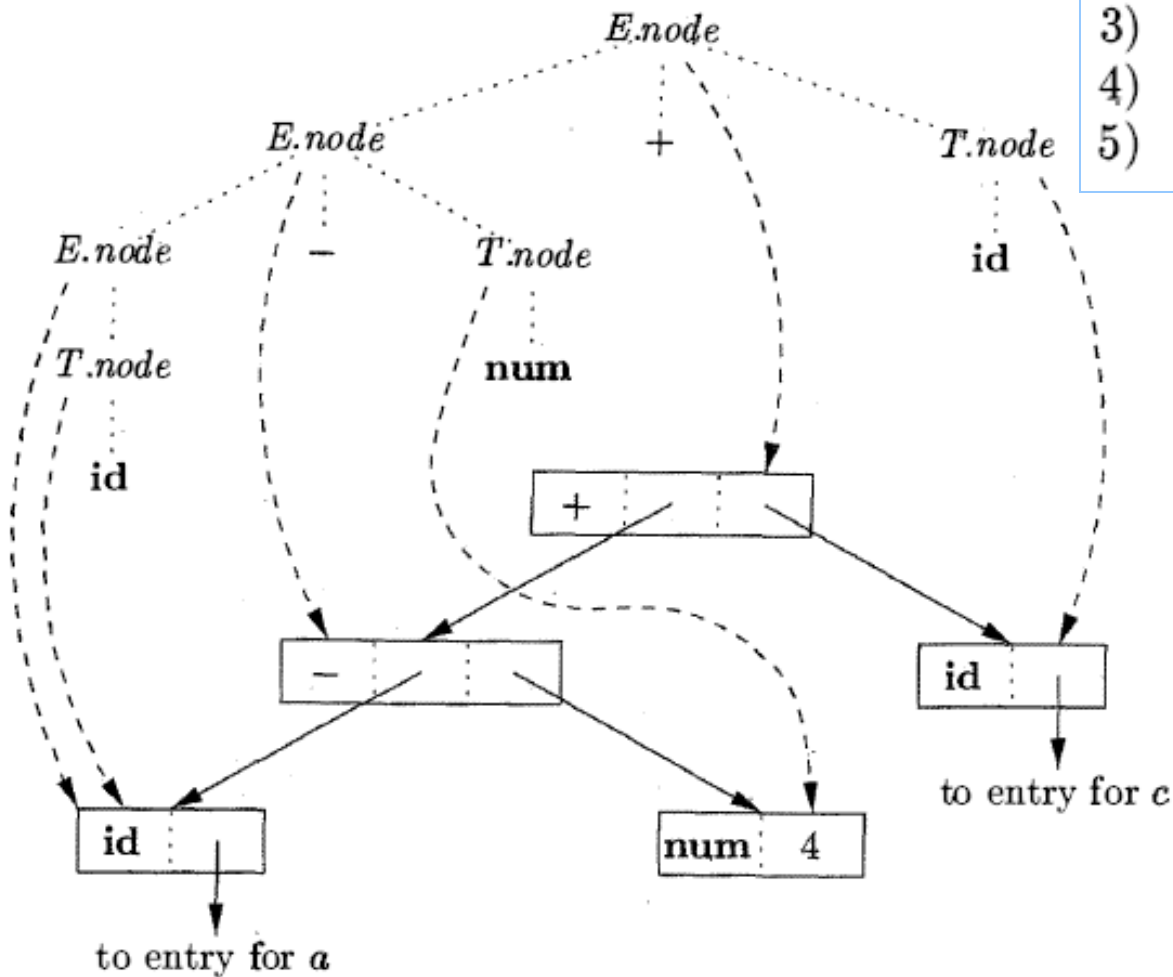 E.node
3)
4)
5)
E.node
+
T.node
E.node
−
T.node
id
T.node
num
id
+
−
id
to entry for c
id
num 4
to entry for a